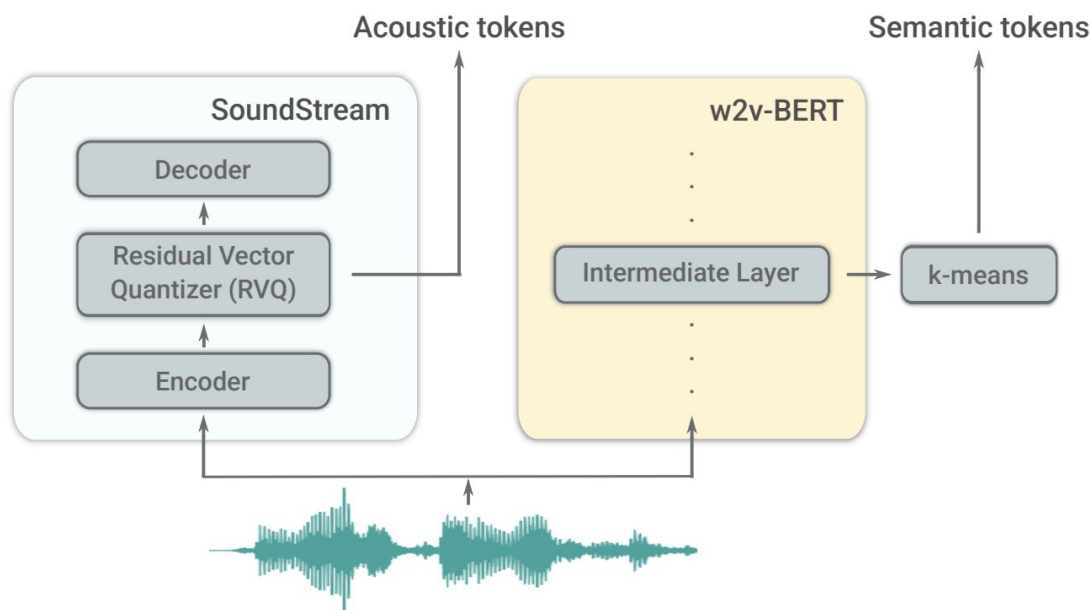 Acoustic tokens
Semantic tokens
SoundStream
Decoder
Residual Vector
Quantizer (RVQ)
Encoder
w2v-BERT
Intermediate Layer
k-means